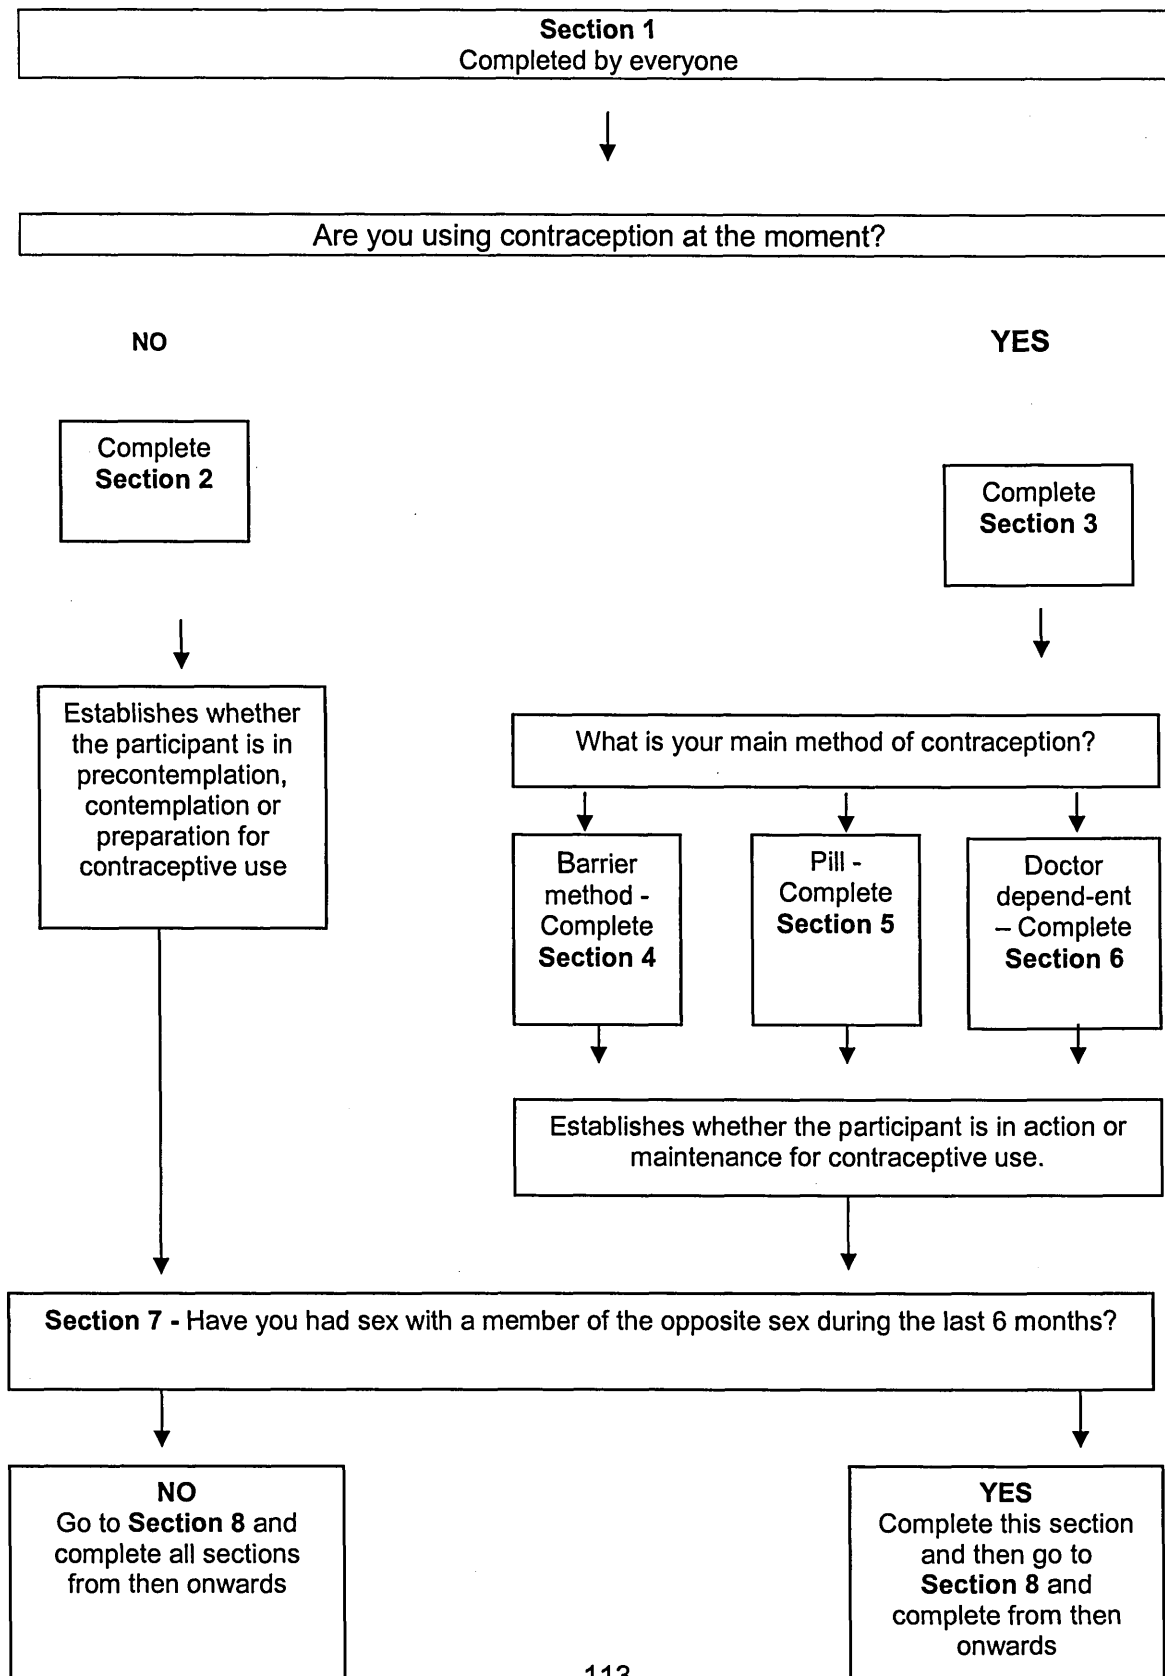 Section 1
Completed by everyone
Are you using contraception at the moment?
NO
YES
Complete
Section 2
Complete
Section 3
Establishes whether
the participant is in
precontemplation,
contemplation or
preparation for
contraceptive use
What is your main method of contraception?
Barrier
method -
Complete
Section 4
Pill -
Complete
Section 5
Doctor
depend-ent
– Complete
Section 6
Establishes whether the participant is in action or
maintenance for contraceptive use.
Section 7 - Have you had sex with a member of the opposite sex during the last 6 months?
NO
Go to Section 8 and
complete all sections
from then onwards
YES
Complete this section
and then go to
Section 8 and
complete from then
onwards
113